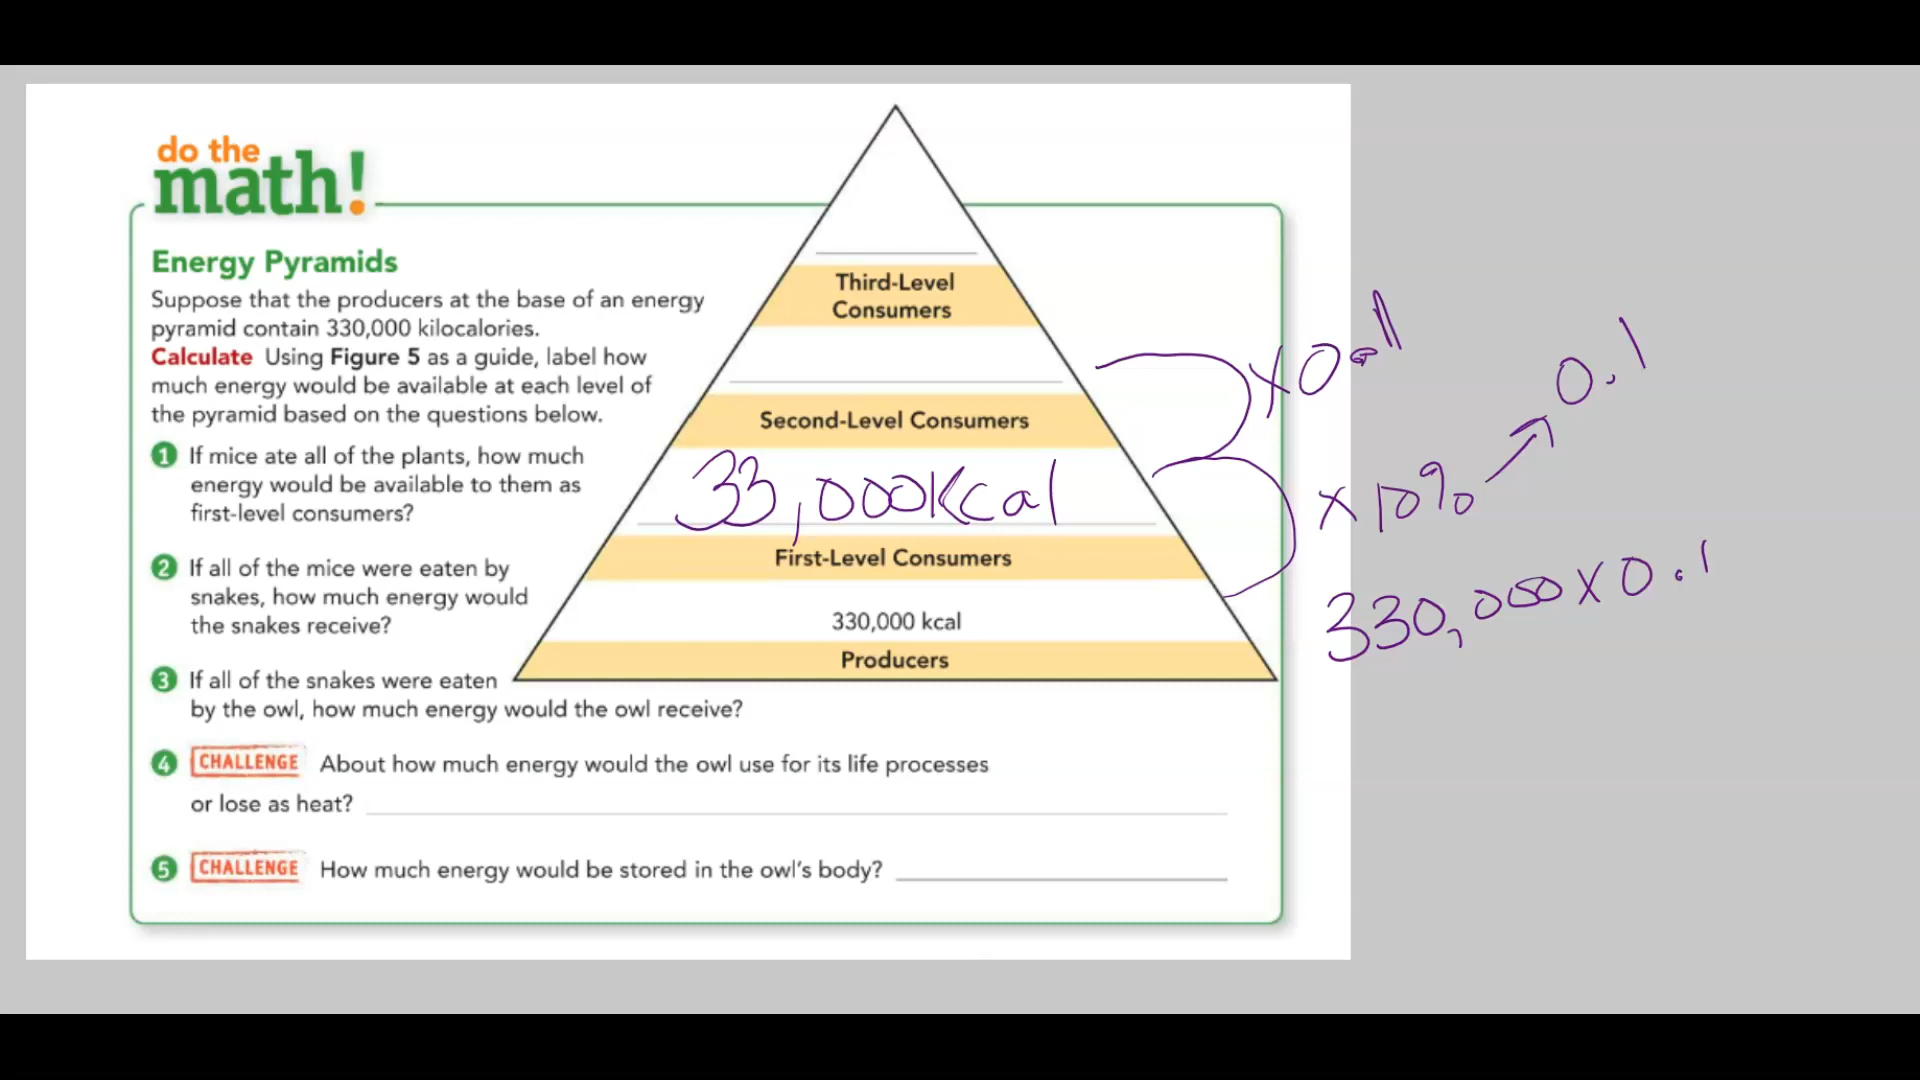 do the
math!
Energy Pyramids
Suppose that the producers at the base of an energy
pyramid contain 330,000 kilocalories.
Calculate Using Figure 5 as a guide, label how
much energy would be available at each level of
the pyramid based on the questions below.
1 If mice ate all of the plants, how much
energy would be available to them as
first-level consumers?
2 If all of the mice were eaten by
snakes, how much energy would
the snakes receive?
3 If all of the snakes were eaten
by the owl, how much energy would the owl receive?
4 CHALLENGE About how much energy would the owl use for its life processes
or lose as heat?
5 CHALLENGE How much energy would be stored in the owl's body?
Third-Level
Consumers
Second-Level Consumers
33,000Kcal
First-Level Consumers
330,000 kcal
Producers
x0.1
x10% → 0.1
330,000x0.1